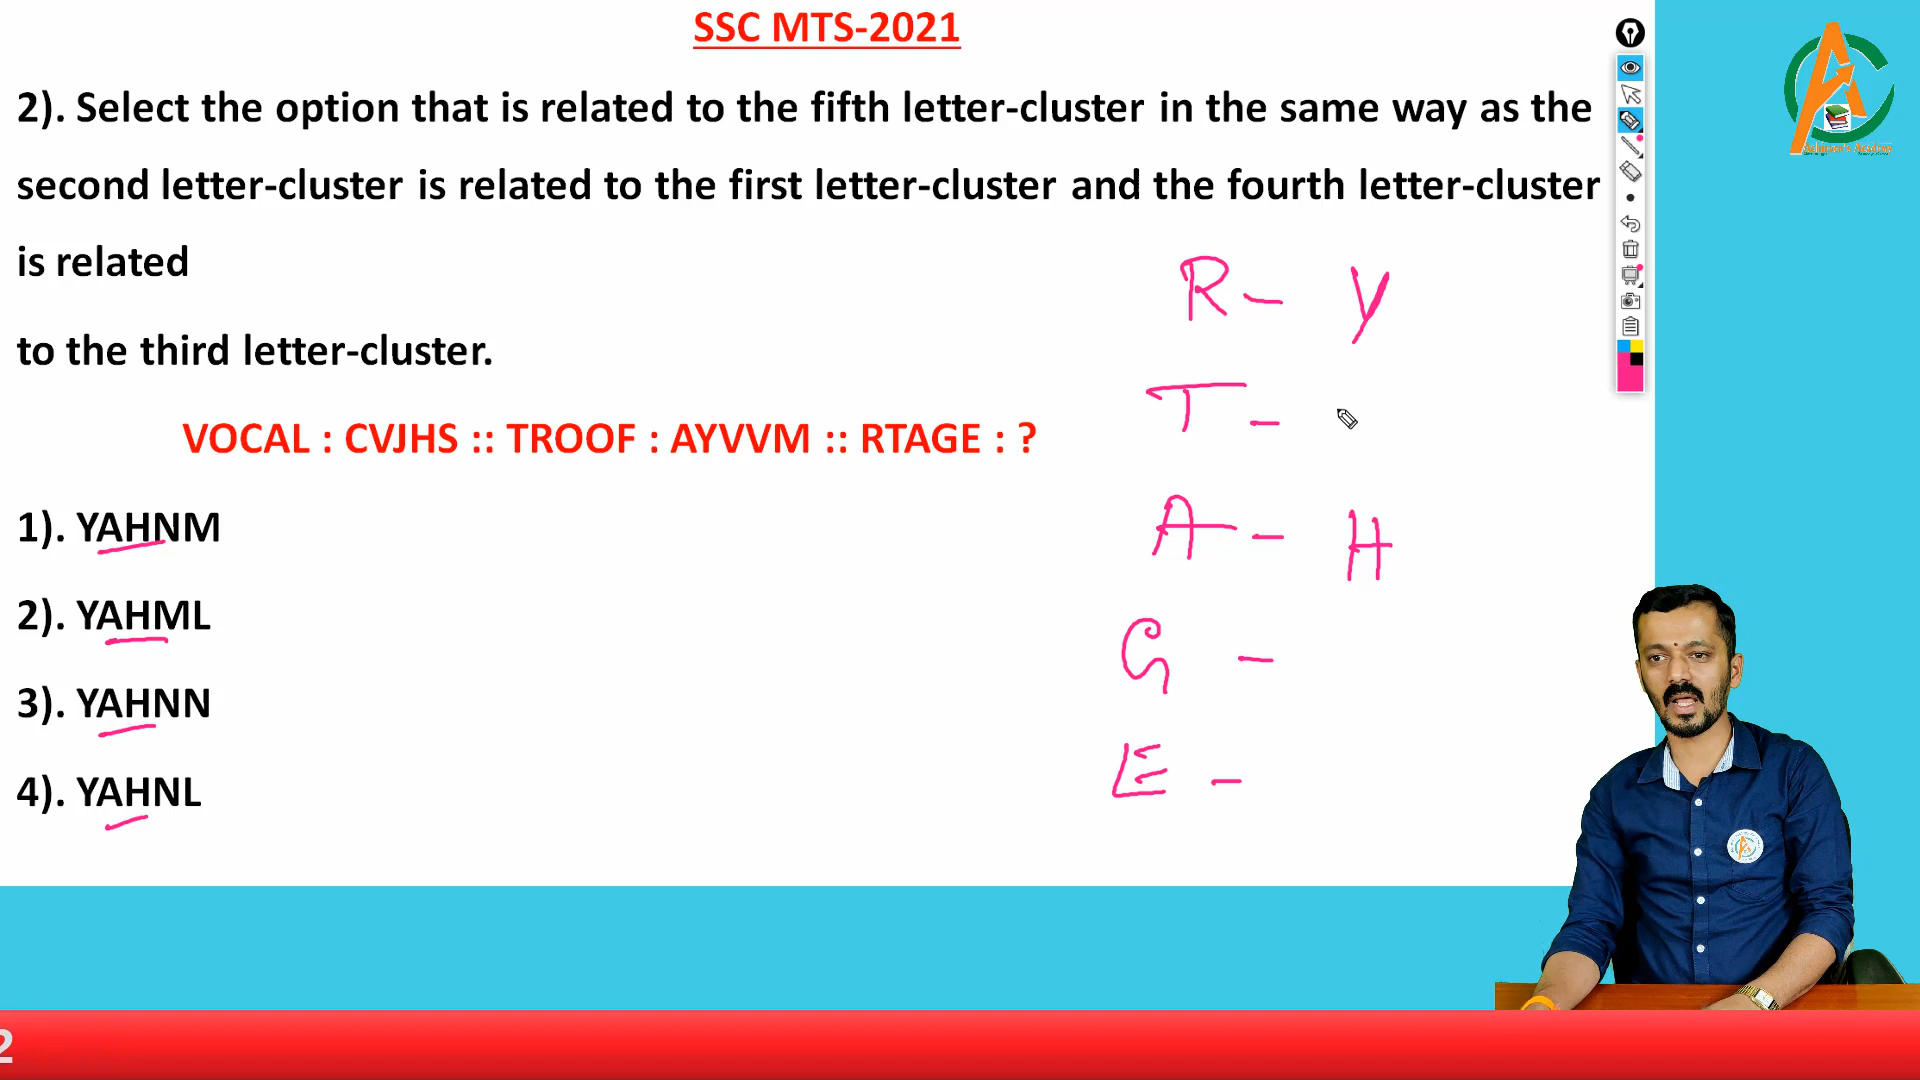 SSC MTS-2021
2). Select the option that is related to the fifth letter-cluster in the same way as the
second letter-cluster is related to the first letter-cluster and the fourth letter-cluster
is related
to the third letter-cluster.
VOCAL : CVJHS :: TROOF : AYVVM :: RTAGE : ?
1). YAHNM
2). YAHML
3). YAHNN
4). YAHNL
R - Y
T -
A - H
G -
E -
2